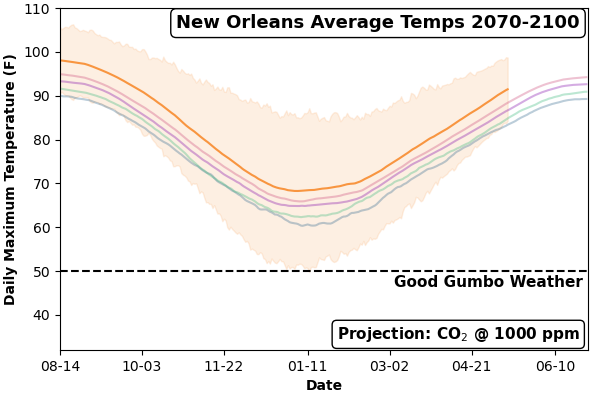 New Orleans Average Temps 2070-2100
Daily Maximum Temperature (F)
110
100
90
80
70
60
50
40
Good Gumbo Weather
Projection: CO₂ @ 1000 ppm
08-14 10-03 11-22 01-11 03-02 04-21 06-10
Date